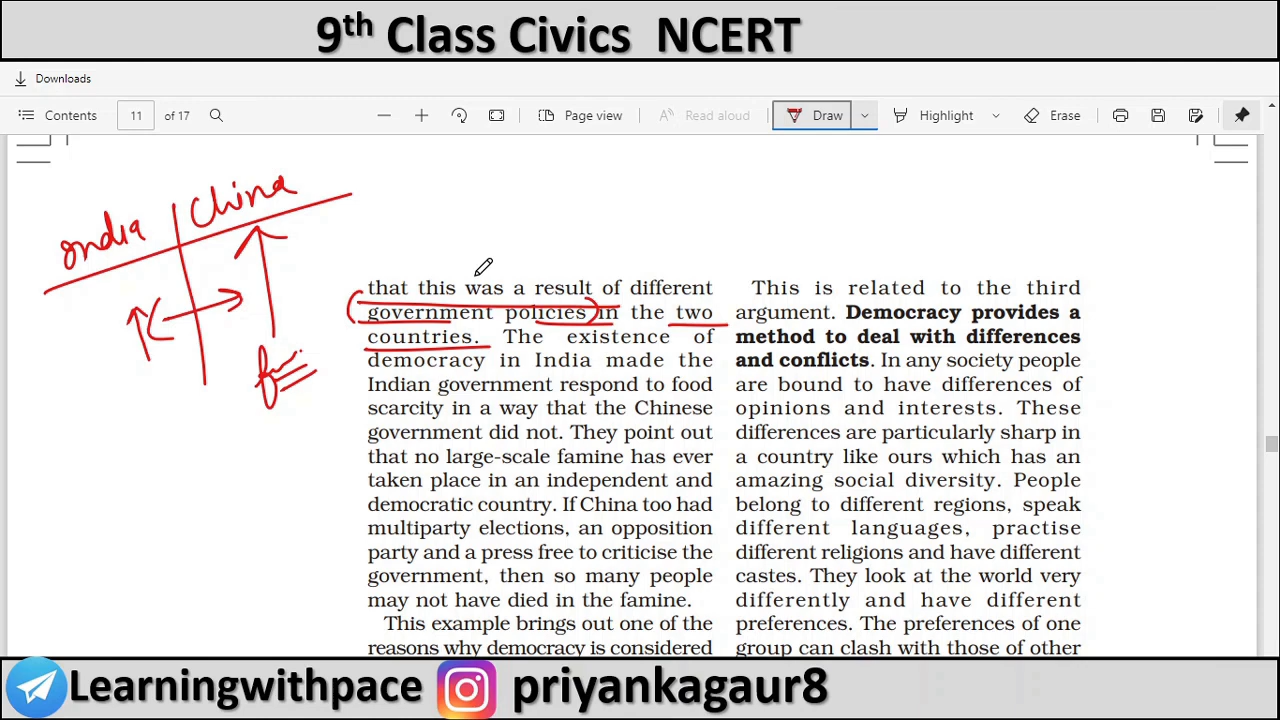 9th Class Civics NCERT
Downloads
Contents 11 of 17 Page view Read aloud Draw Highlight Erase
India China
that this was a result of different
government policies in the two
countries. The existence of
democracy in India made the
Indian government respond to food
scarcity in a way that the Chinese
government did not. They point out
that no large-scale famine has ever
taken place in an independent and
democratic country. If China too had
multiparty elections, an opposition
party and a press free to criticise the
government, then so many people
may not have died in the famine.
This example brings out one of the
reasons why democracy is considered
This is related to the third
argument. Democracy provides a
method to deal with differences
and conflicts. In any society people
are bound to have differences of
opinions and interests. These
differences are particularly sharp in
a country like ours which has an
amazing social diversity. People
belong to different regions, speak
different languages, practise
different religions and have different
castes. They look at the world very
differently and have different
preferences. The preferences of one
group can clash with those of other
Learningwithpace priyankagaur8